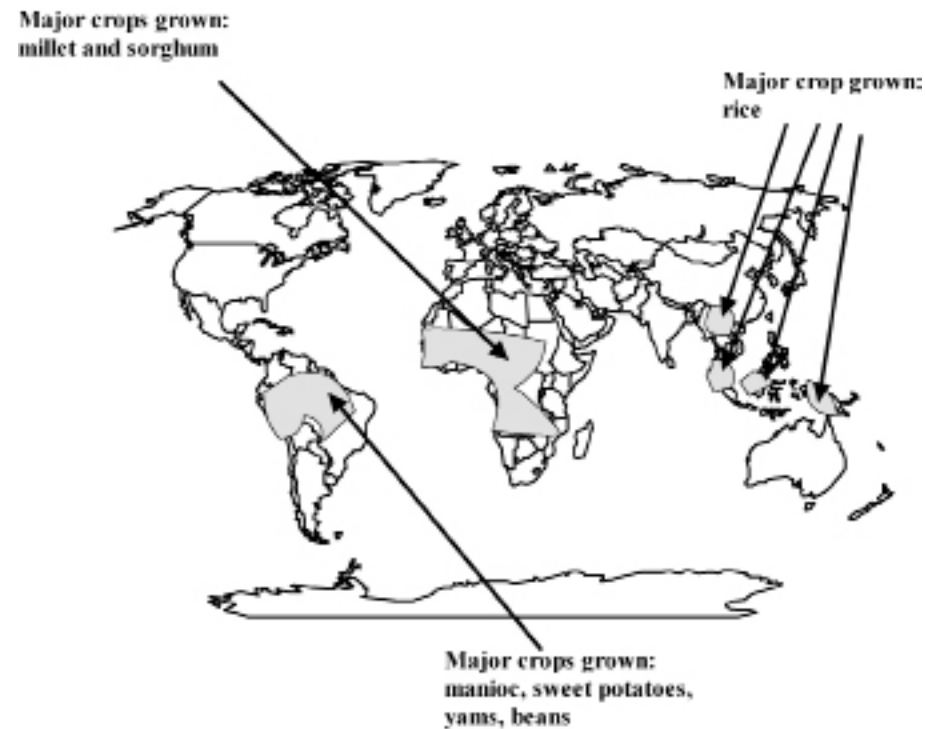 Major crops grown:
millet and sorghum
Major crop grown:
rice
Major crops grown:
manioc, sweet potatoes,
yams, beans